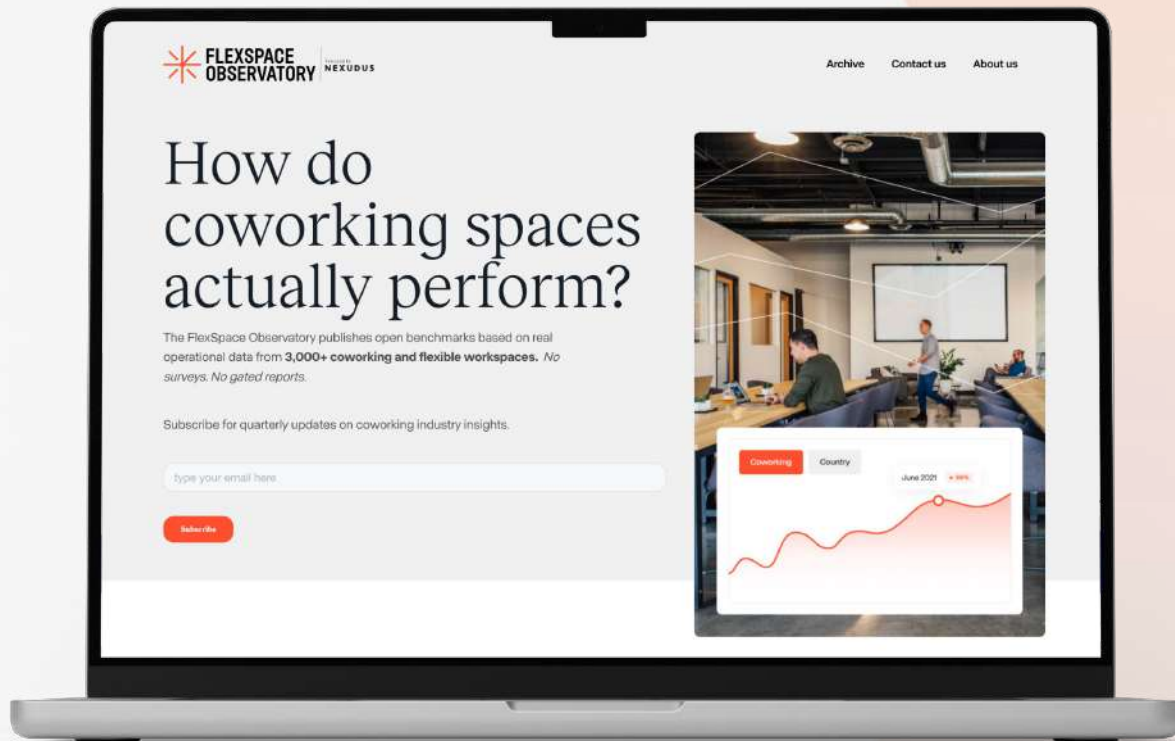 FLEXSPACE
OBSERVATORY
NEXUDUS
Archive Contact us About us
How do
coworking spaces
actually perform?
The FlexSpace Observatory publishes open benchmarks based on real
operational data from 3,000+ coworking and flexible workspaces. No
surveys. No gated reports.
Subscribe for quarterly updates on coworking industry insights.
type your email here
Subscribe
Coworking Country
June 2021